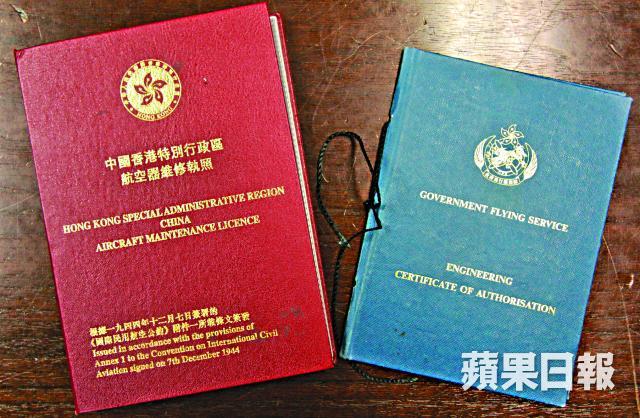 HONG KONG
中國香港特別行政區
航空器維修執照
HONG KONG SPECIAL ADMINISTRATIVE REGION
CHINA
AIRCRAFT MAINTENANCE LICENCE
根據一九四四年十二月七日簽署的
《國際民用航空公約》附件一所載條文簽發
Issued in accordance with the provisions of
Annex 1 to the Convention on International Civil
Aviation signed on 7th December 1944
GOVERNMENT FLYING SERVICE
ENGINEERING
CERTIFICATE OF AUTHORISATION
蘋果日報